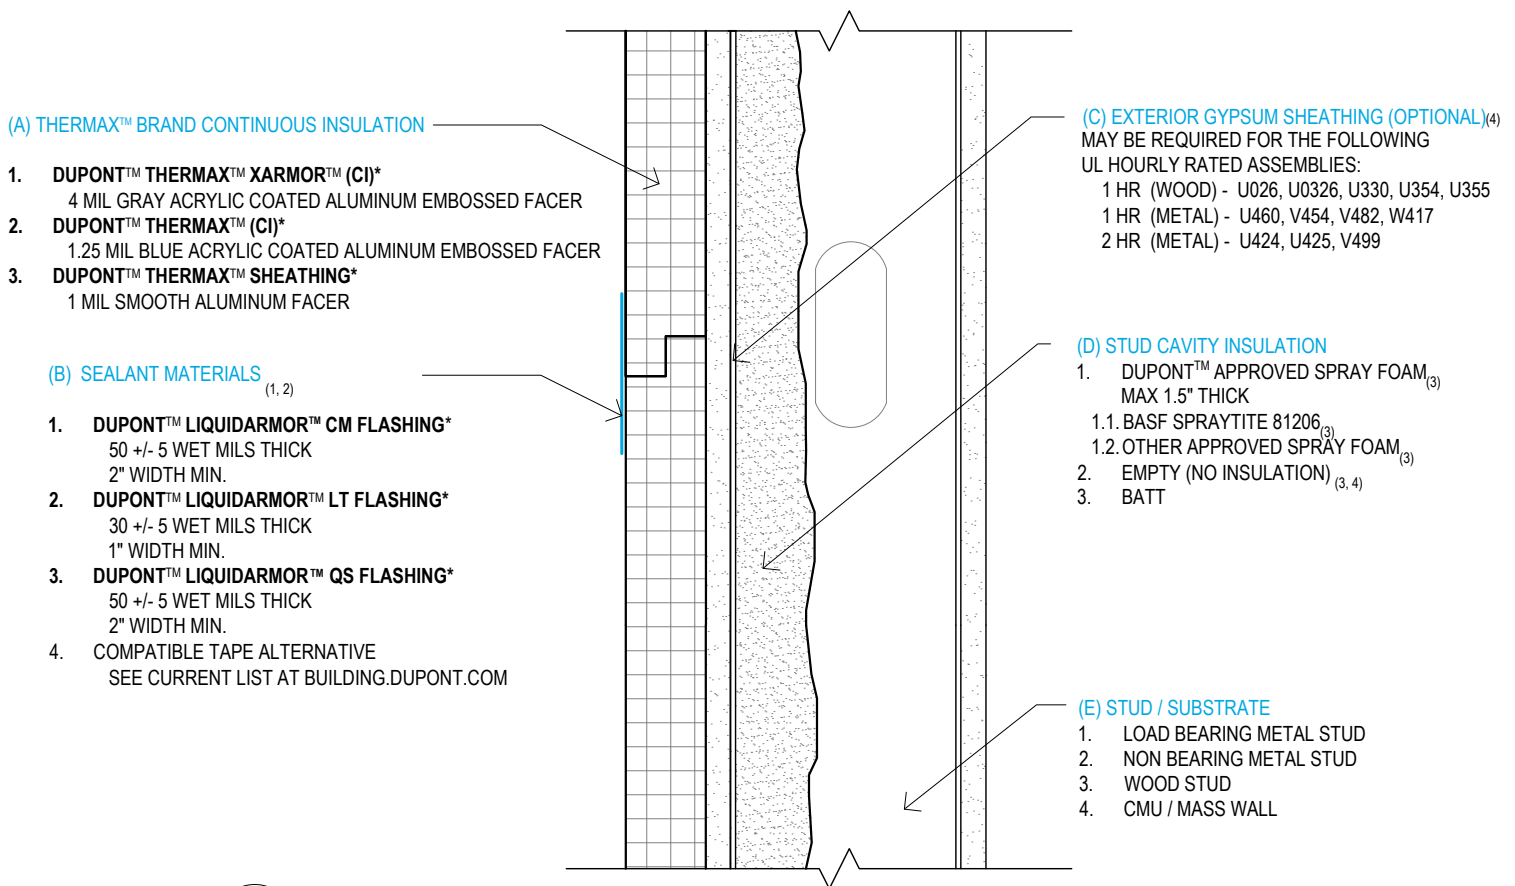 (A) THERMAX™ BRAND CONTINUOUS INSULATION
1. DUPONT™ THERMAX™ XARMOR™ (CI)*
4 MIL GRAY ACRYLIC COATED ALUMINUM EMBOSSED FACER
2. DUPONT™ THERMAX™ (CI)*
1.25 MIL BLUE ACRYLIC COATED ALUMINUM EMBOSSED FACER
3. DUPONT™ THERMAX™ SHEATHING*
1 MIL SMOOTH ALUMINUM FACER
(B) SEALANT MATERIALS (1, 2)
1. DUPONT™ LIQUIDARMOR™ CM FLASHING*
50 +/- 5 WET MILS THICK
2" WIDTH MIN.
2. DUPONT™ LIQUIDARMOR™ LT FLASHING*
30 +/- 5 WET MILS THICK
1" WIDTH MIN.
3. DUPONT™ LIQUIDARMOR™ QS FLASHING*
50 +/- 5 WET MILS THICK
2" WIDTH MIN.
4. COMPATIBLE TAPE ALTERNATIVE
SEE CURRENT LIST AT BUILDING.DUPONT.COM
(C) EXTERIOR GYPSUM SHEATHING (OPTIONAL)(4)
MAY BE REQUIRED FOR THE FOLLOWING
UL HOURLY RATED ASSEMBLIES:
1 HR (WOOD) - U026, U0326, U330, U354, U355
1 HR (METAL) - U460, V454, V482, W417
2 HR (METAL) - U424, U425, V499
(D) STUD CAVITY INSULATION
1. DUPONT™ APPROVED SPRAY FOAM(3)
MAX 1.5" THICK
1.1. BASF SPRAYTITE 81206(3)
1.2. OTHER APPROVED SPRAY FOAM(3)
2. EMPTY (NO INSULATION) (3, 4)
3. BATT
(E) STUD / SUBSTRATE
1. LOAD BEARING METAL STUD
2. NON BEARING METAL STUD
3. WOOD STUD
4. CMU / MASS WALL